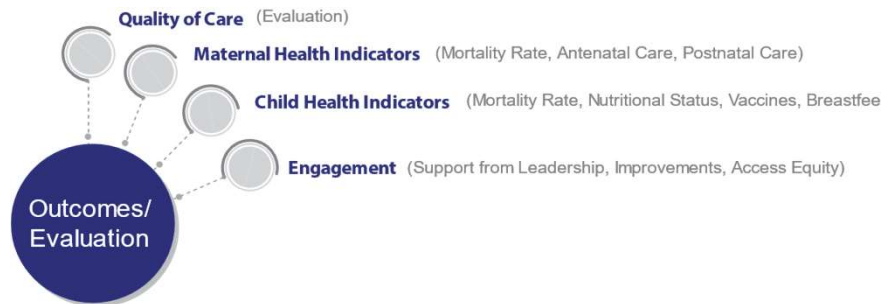 Quality of Care (Evaluation)
Maternal Health Indicators (Mortality Rate, Antenatal Care, Postnatal Care)
Child Health Indicators (Mortality Rate, Nutritional Status, Vaccines, Breastfee
Engagement (Support from Leadership, Improvements, Access Equity)
Outcomes/
Evaluation